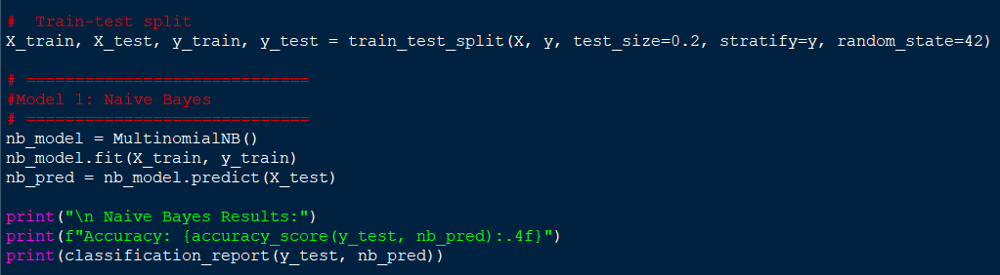 #  Train-test split
X_train, X_test, y_train, y_test = train_test_split(X, y, test_size=0.2, stratify=y, random_state=42)
# =============================
#Model 1: Naive Bayes
# =============================
nb_model = MultinomialNB()
nb_model.fit(X_train, y_train)
nb_pred = nb_model.predict(X_test)
print("\n Naive Bayes Results:")
print(f"Accuracy: {accuracy_score(y_test, nb_pred):.4f}")
print(classification_report(y_test, nb_pred))